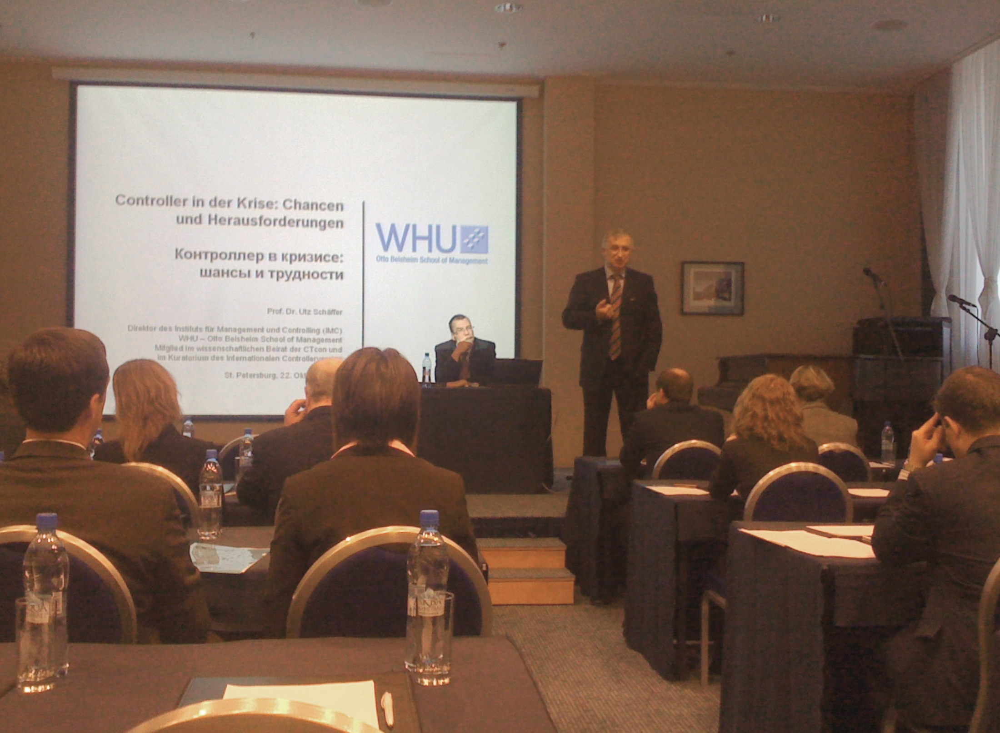 Controller in der Krise: Chancen
und Herausforderungen
Контроллер в кризисе:
шансы и трудности
Prof. Dr. Utz Schäffer
Direktor des Instituts für Management und Controlling (IMC)
WHU – Otto Beisheim School of Management
Mitglied im wissenschaftlichen Beirat der CTcon und
im Kuratorium des Internationalen
St. Petersburg, 22.
WHU
Otto Beisheim School of Management